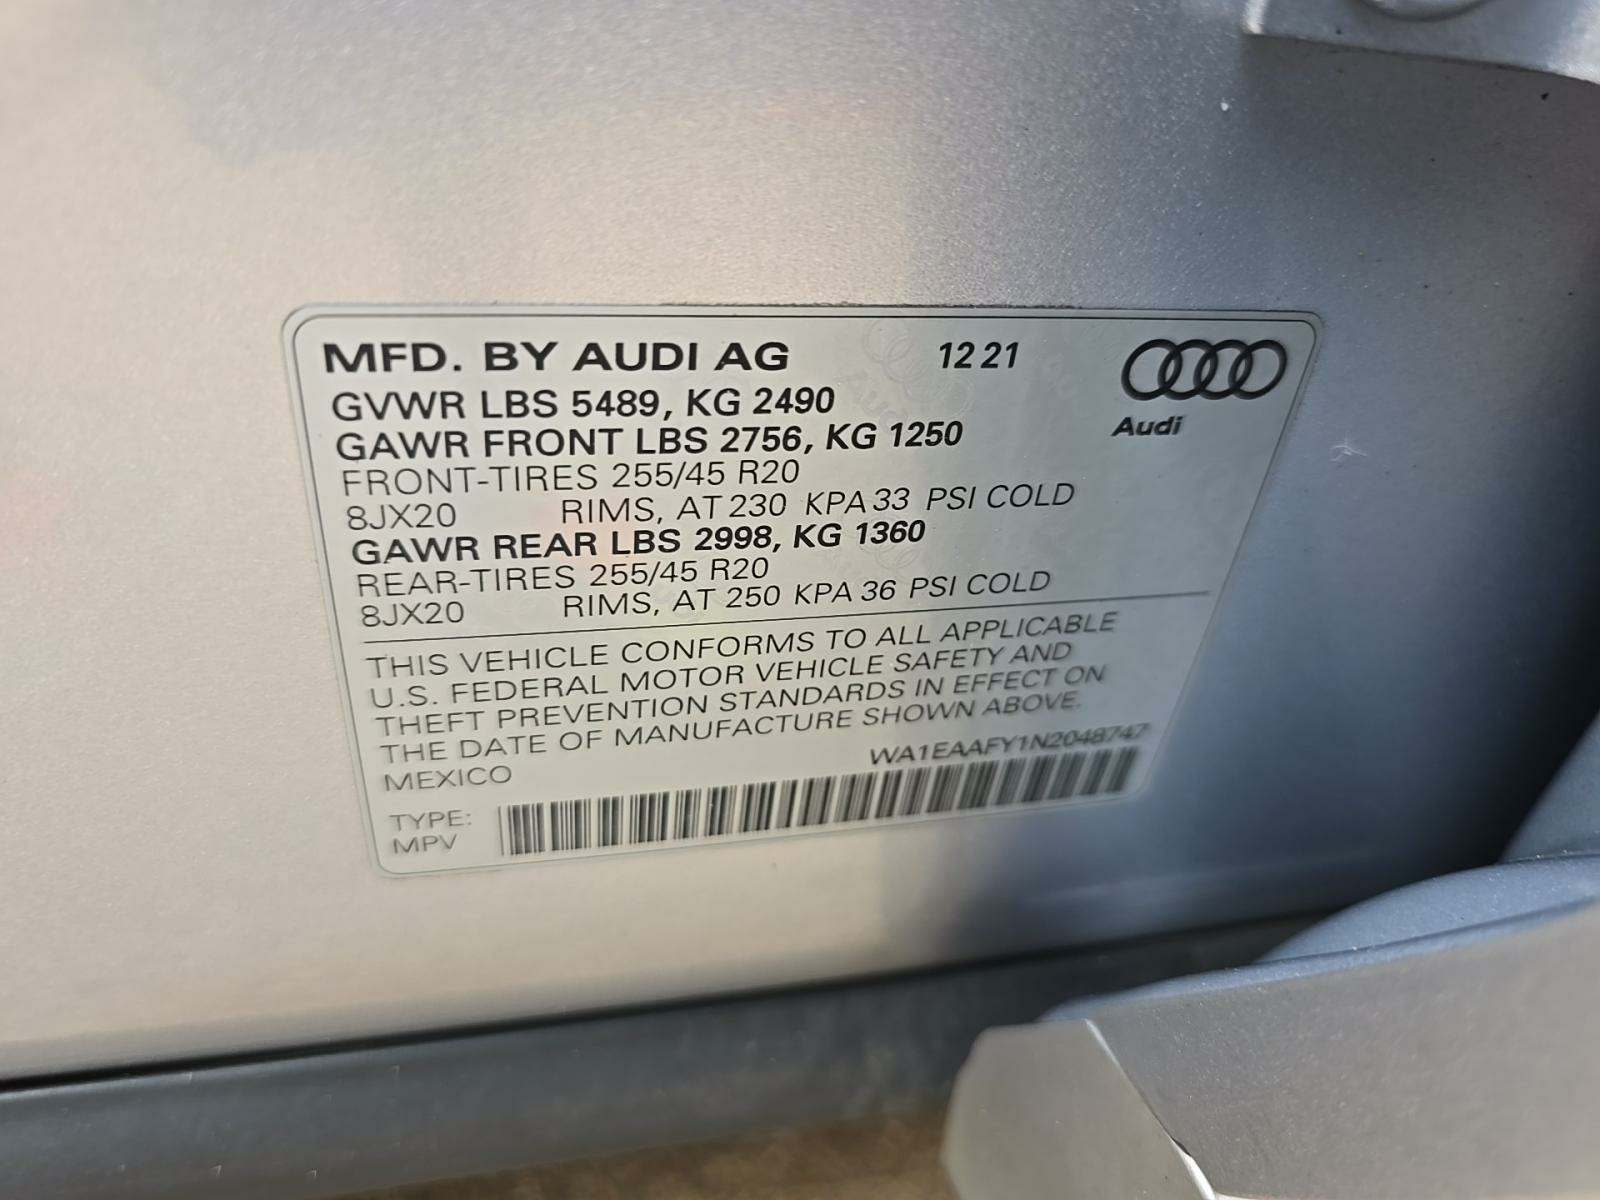 MFD. BY AUDI AG 12 21
GVWR LBS 5489, KG 2490
Audi
GAWR FRONT LBS 2756, KG 1250
FRONT-TIRES 255/45 R20
8JX20 RIMS, AT 230 KPA 33 PSI COLD
GAWR REAR LBS 2998, KG 1360
REAR-TIRES 255/45 R20
8JX20 RIMS, AT 250 KPA 36 PSI COLD
THIS VEHICLE CONFORMS TO ALL APPLICABLE
U.S. FEDERAL MOTOR VEHICLE SAFETY AND
THEFT PREVENTION STANDARDS IN EFFECT ON
THE DATE OF MANUFACTURE SHOWN ABOVE.
MEXICO WA1EAAFY1N2048747
TYPE:
MPV